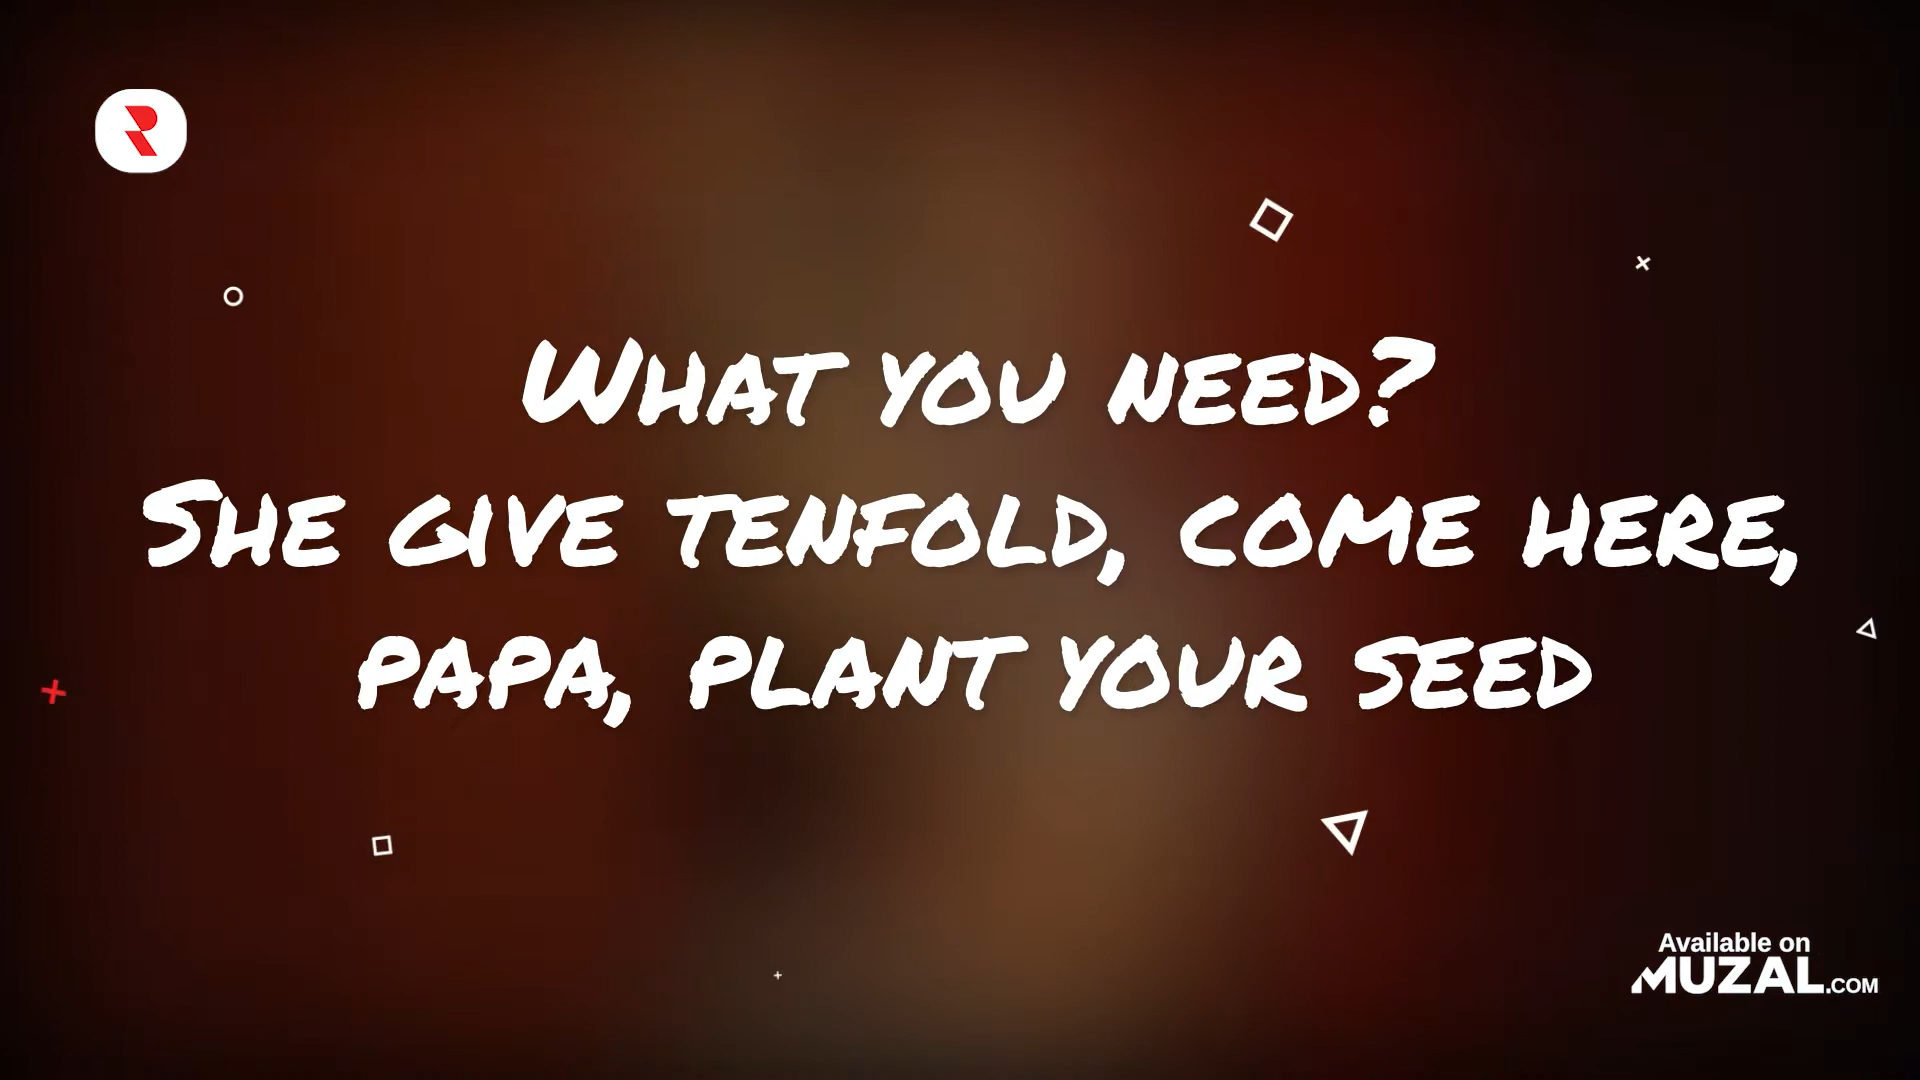 What you need?
She give tenfold, come here,
papa, plant your seed
Available on
MUZAL.COM